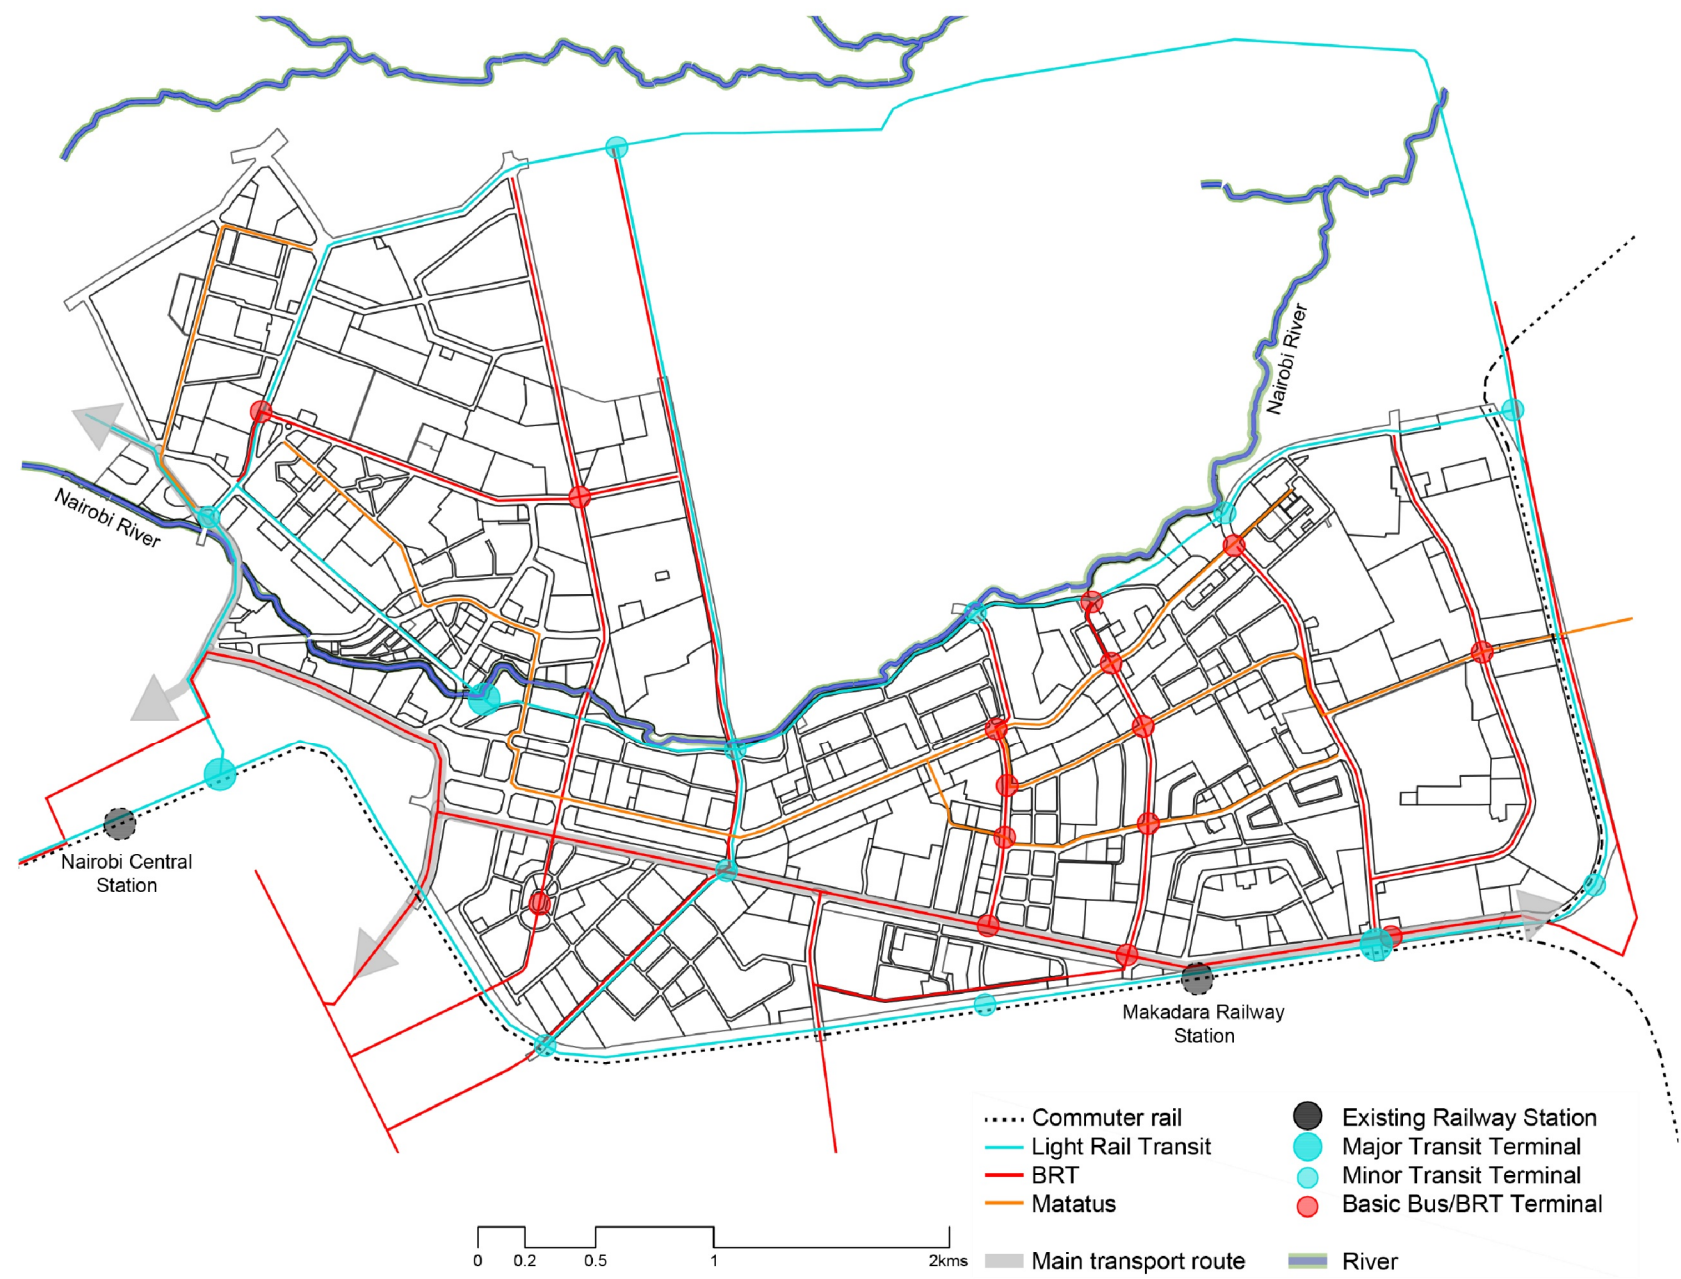 Nairobi River
Nairobi River
Nairobi Central
Station
Makadara Railway
Station
Commuter rail
Light Rail Transit
BRT
Matatus
Main transport route
Existing Railway Station
Major Transit Terminal
Minor Transit Terminal
Basic Bus/BRT Terminal
River
0 0.2 0.5 1 2kms